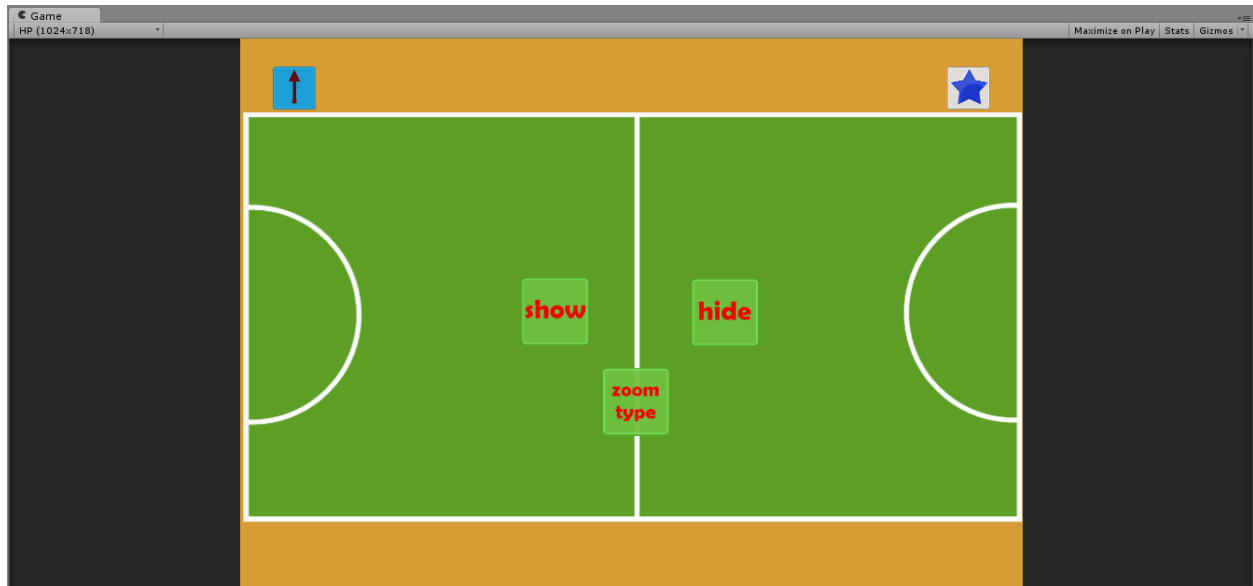 Game
HP (1024x718)
Maximize on Play
Stats
Gizmos
show
hide
zoom
type